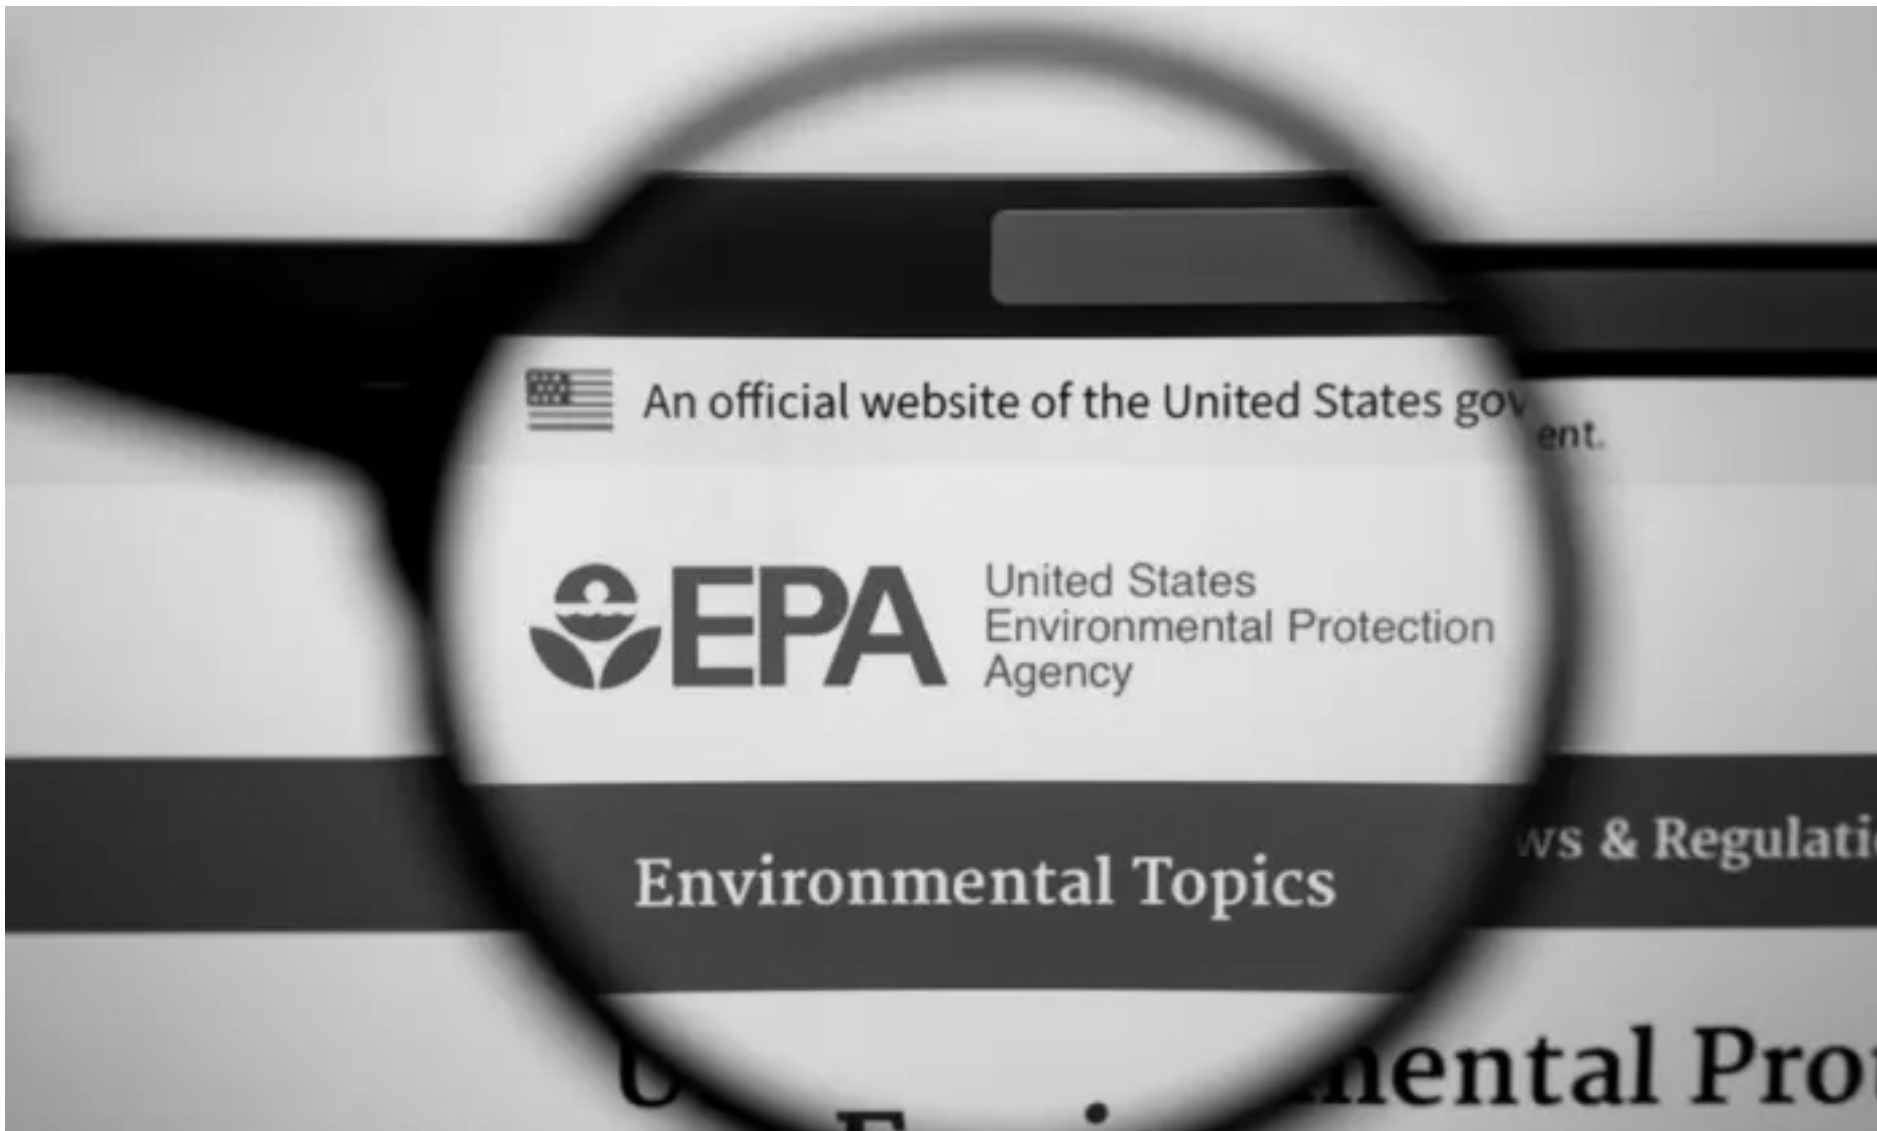 An official website of the United States gov
ent.
EPA
United States
Environmental Protection
Agency
Environmental Topics
ws & Regulati
mental Pro